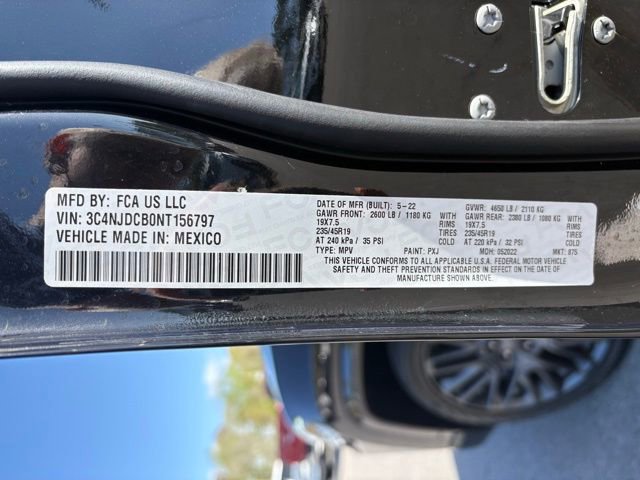 MFD BY: FCA US LLC
VIN: 3C4NJDCB0NT156797
VEHICLE MADE IN: MEXICO
DATE OF MFR (BUILT): 5-22 GVWR: 4650 LB / 2110 KG
GAWR FRONT: 2600 LB / 1180 KG GAWR REAR: 2380 LB / 1080 KG
19X7.5 19X7.5
235/45R19 TIRES 235/45R19 TIRES
AT 240 kPa / 35 PSI COLD AT 220 kPa / 32 PSI COLD
TYPE: MPV PAINT: PXJ MDH: 052022 MKT: 875
THIS VEHICLE CONFORMS TO ALL APPLICABLE U.S.A. FEDERAL MOTOR VEHICLE
SAFETY AND THEFT PREVENTION STANDARDS IN EFFECT ON THE DATE OF
MANUFACTURE SHOWN ABOVE.